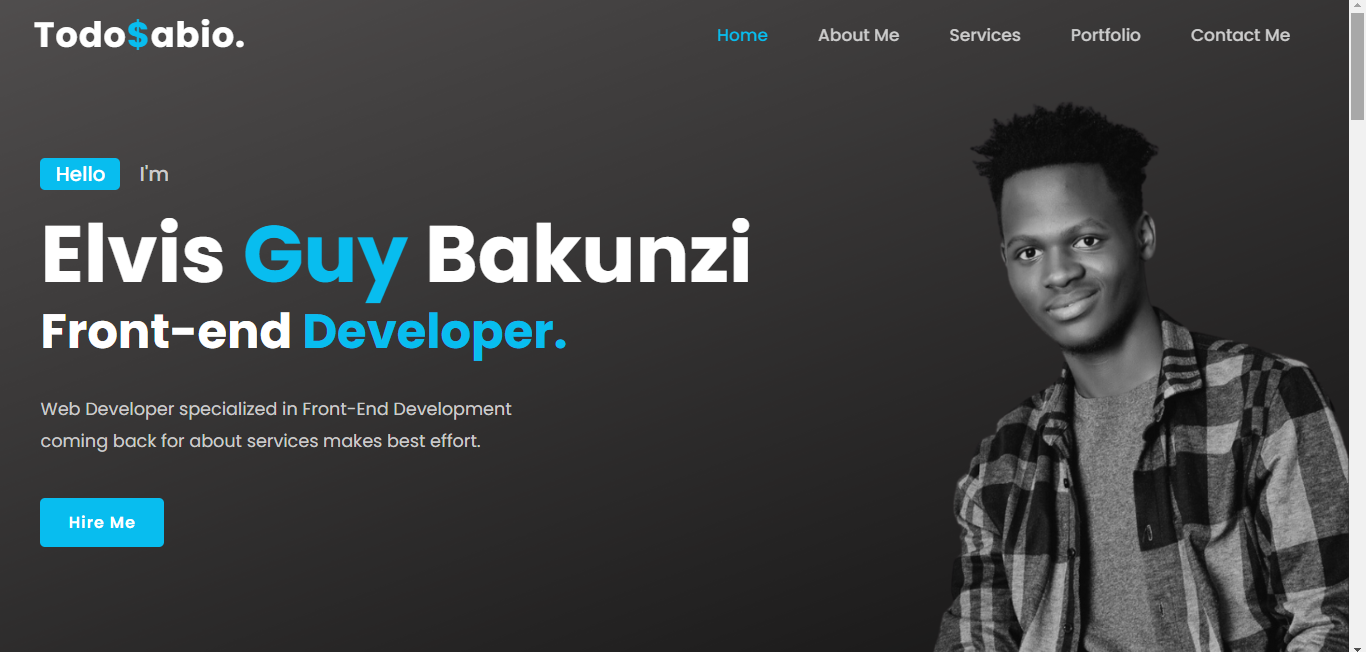 Todo$abio.
Home About Me Services Portfolio Contact Me
Hello I'm
Elvis Guy Bakunzi
Front-end Developer.
Web Developer specialized in Front-End Development
coming back for about services makes best effort.
Hire Me